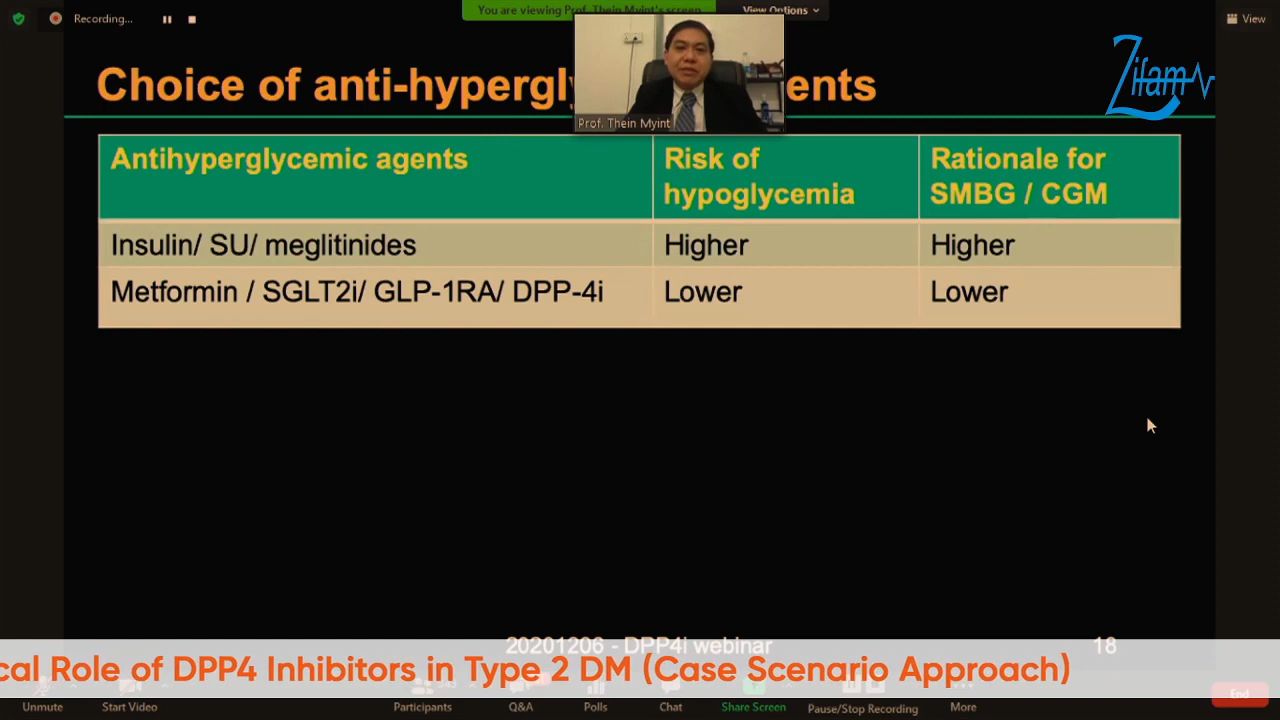 Recording...
You are viewing Prof. Thein Myint's screen
View Options
View
Choice of anti-hypergl ents
Zifam
Prof. Thein Myint
Antihyperglycemic agents
Risk of hypoglycemia
Rationale for SMBG / CGM
Insulin/ SU/ meglitinides
Higher
Higher
Metformin / SGLT2i/ GLP-1RA/ DPP-4i
Lower
Lower
20201206 - DPP4i webinar
18
cal Role of DPP4 Inhibitors in Type 2 DM (Case Scenario Approach)
Unmute
Start Video
Participants
Q&A
Polls
Chat
Share Screen
Pause/Stop Recording
More
End